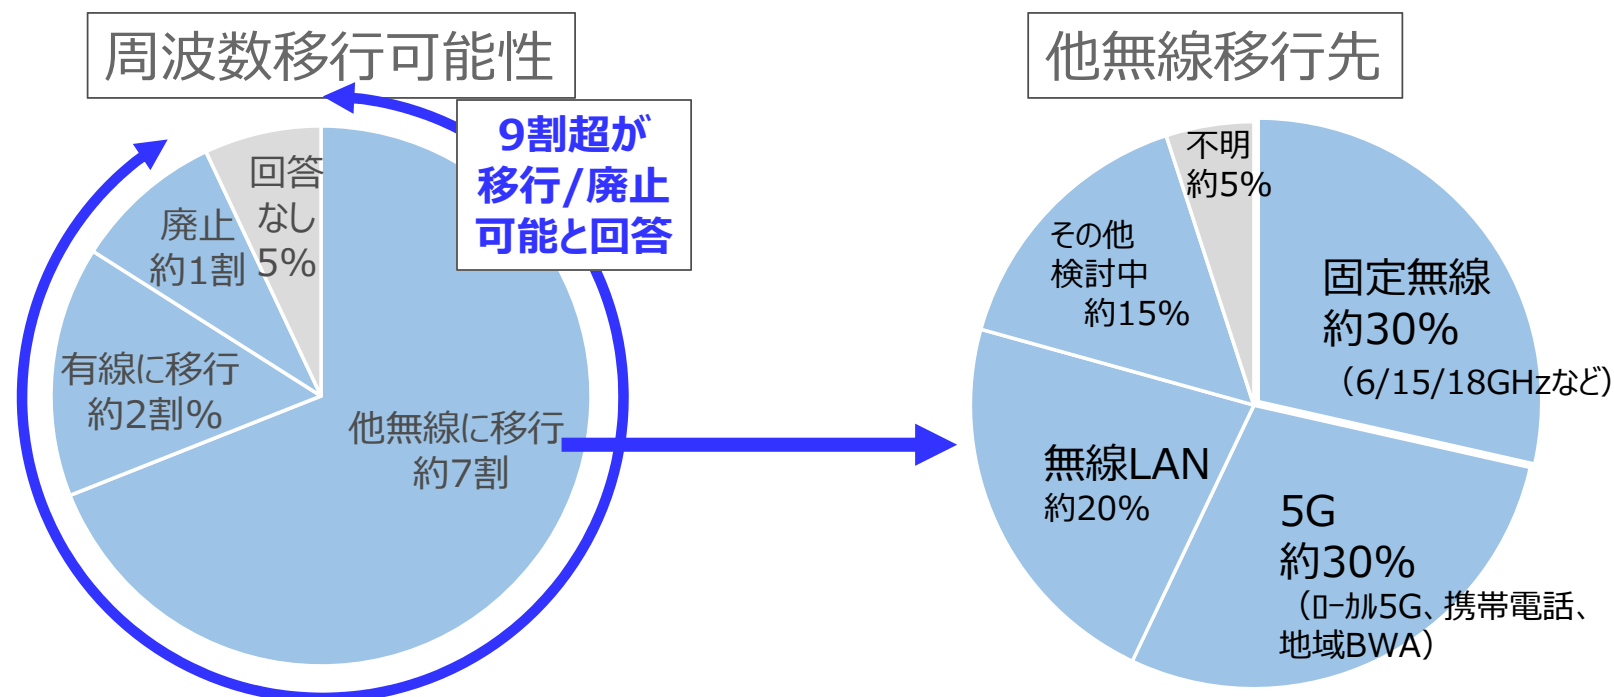 周波数移行可能性
9割超が
移行/廃止
可能と回答
回答
なし
5%
廃止
約1割
有線に移行
約2割%
他無線に移行
約7割
他無線移行先
不明
約5%
その他
検討中
約15%
固定無線
約30%
（6/15/18GHzなど）
無線LAN
約20%
5G
約30%
（ﾛｰｶﾙ5G、携帯電話、
地域BWA）